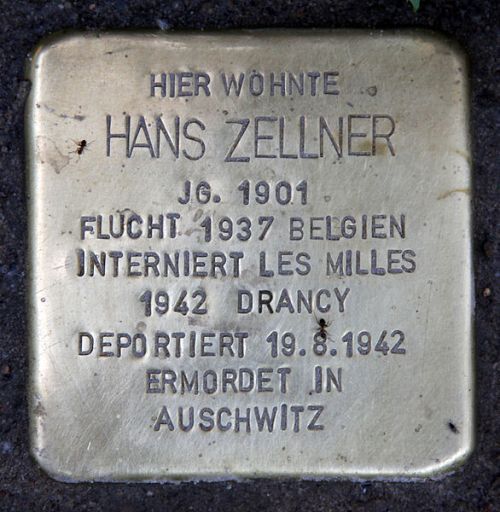 HIER WOHNTE
HANS ZELLNER
JG. 1901
FLUCHT 1937 BELGIEN
INTERNIERT LES MILLES
1942 DRANCY
DEPORTIERT 19.8.1942
ERMORDET IN
AUSCHWITZ